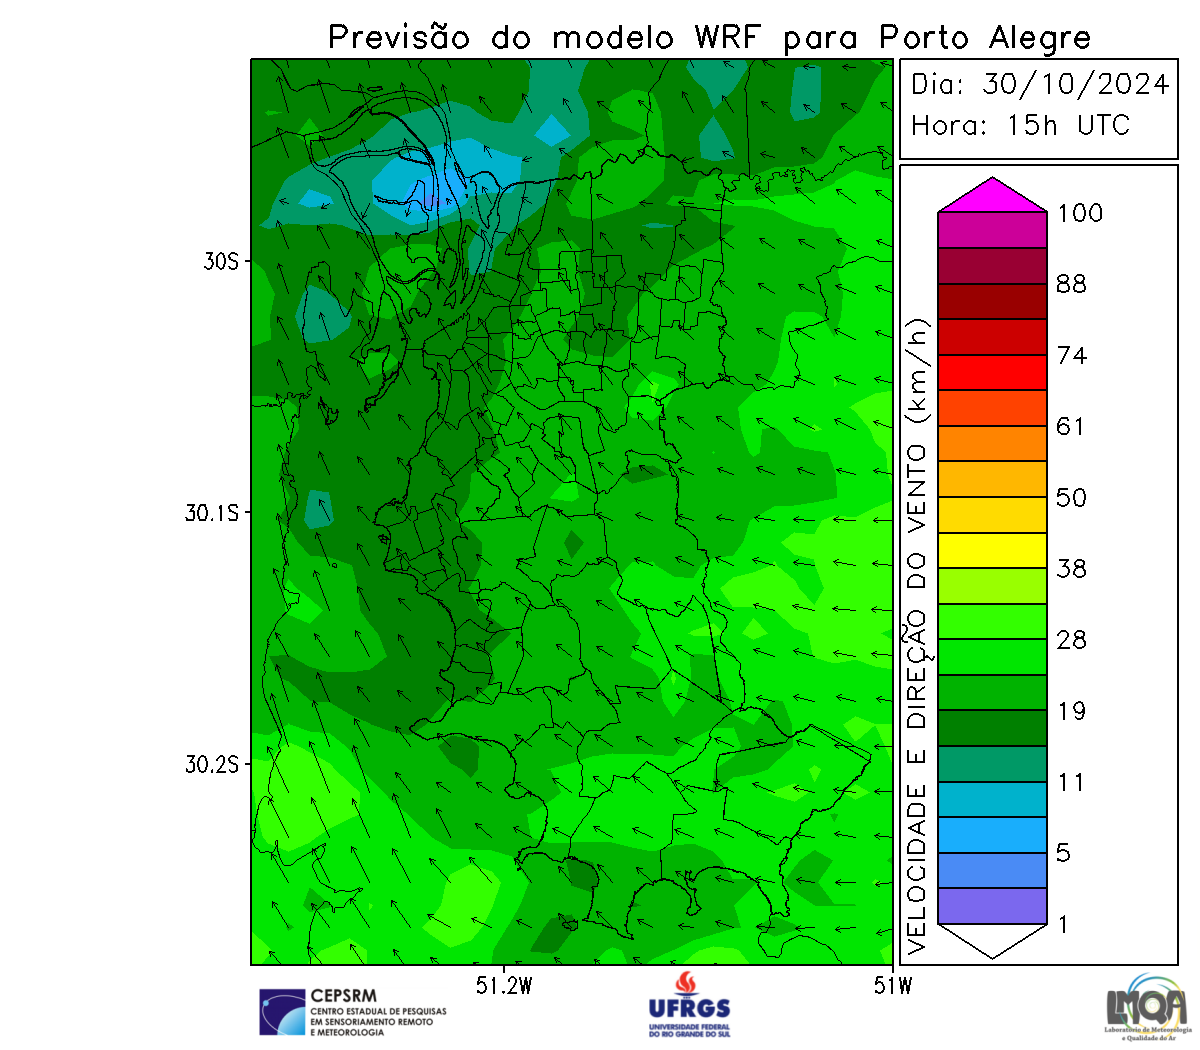 Previsão do modelo WRF para Porto Alegre
Dia: 30/10/2024
Hora: 15h UTC
30S
30.1S
30.2S
51.2W
51W
VELOCIDADE E DIREÇÃO DO VENTO (km/h)
100
88
74
61
50
38
28
19
11
5
1
CEPSRM
CENTRO ESTADUAL DE PESQUISAS
EM SENSORIAMENTO REMOTO
E METEOROLOGIA
UFRGS
UNIVERSIDADE FEDERAL
DO RIO GRANDE DO SUL
LMQA
Laboratório de Meteorologia
e Qualidade do Ar